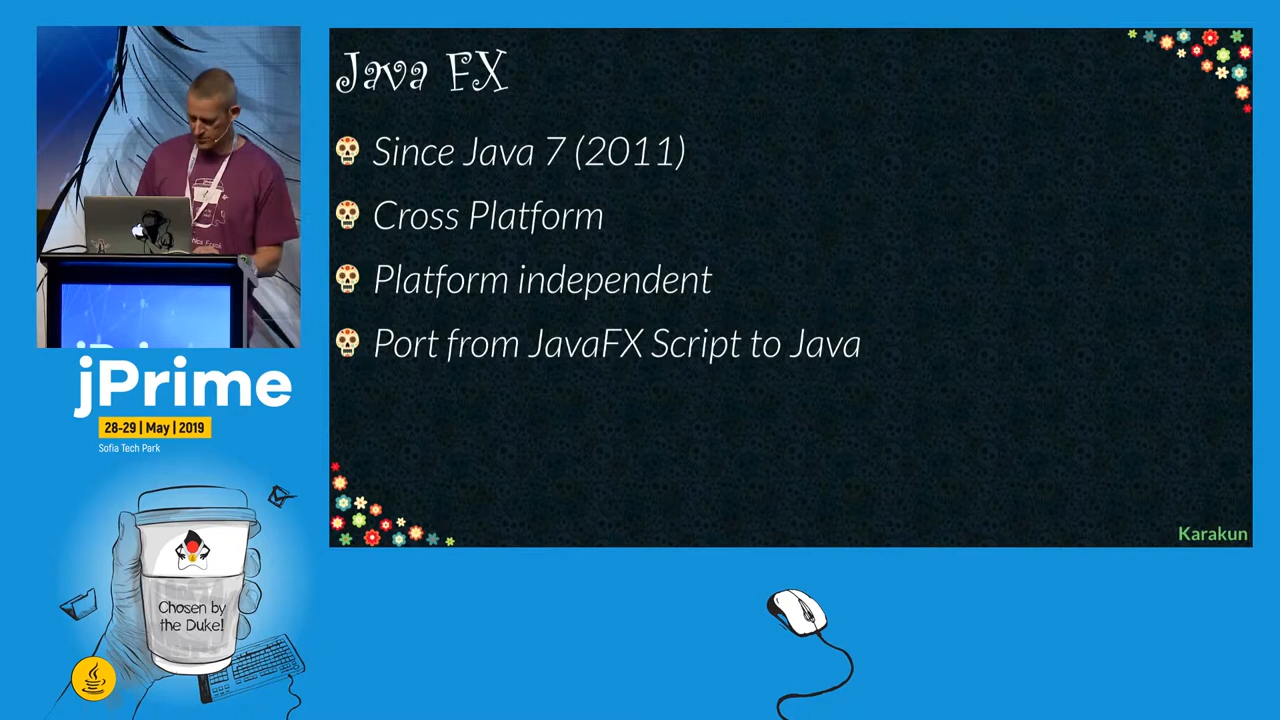 Java FX
Since Java 7 (2011)
Cross Platform
Platform independent
Port from JavaFX Script to Java
Karakun
jPrime
28-29 | May | 2019
Sofia Tech Park
Chosen by
the Duke!